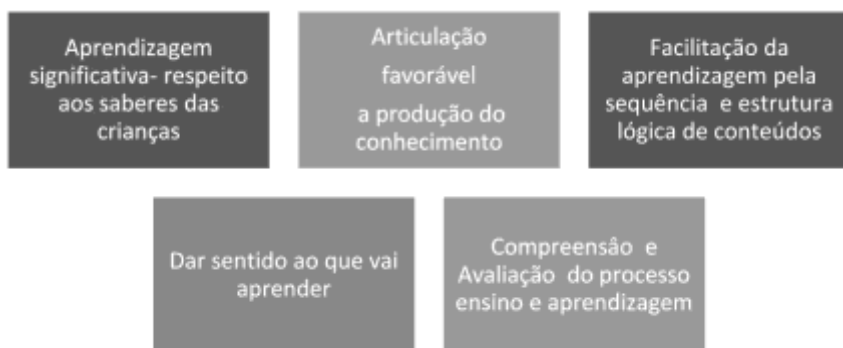 Aprendizagem
significativa- respeito
aos saberes das
crianças
Articulação
favorável
a produção do
conhecimento
Facilitação da
aprendizagem pela
sequência e estrutura
lógica de conteúdos
Dar sentido ao que vai
aprender
Compreensâo e
Avaliação do processo
ensino e aprendizagem